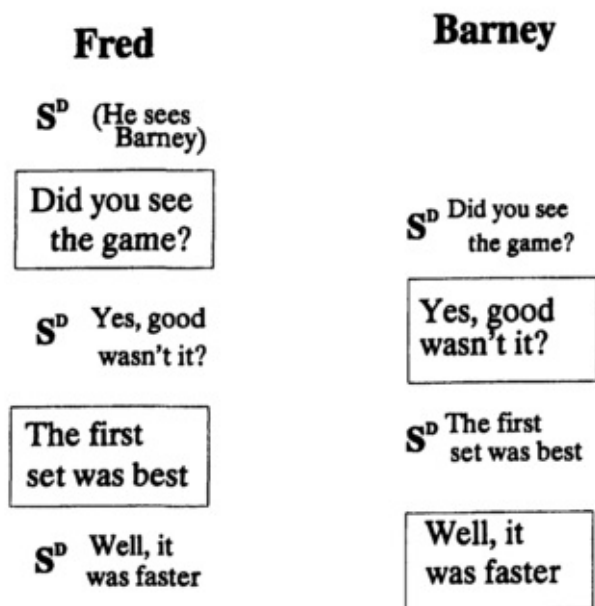 Fred
S^D (He sees
Barney)
Did you see
the game?
S^D Yes, good
wasn't it?
The first
set was best
S^D Well, it
was faster
Barney
S^D Did you see
the game?
Yes, good
wasn't it?
S^D The first
set was best
Well, it
was faster